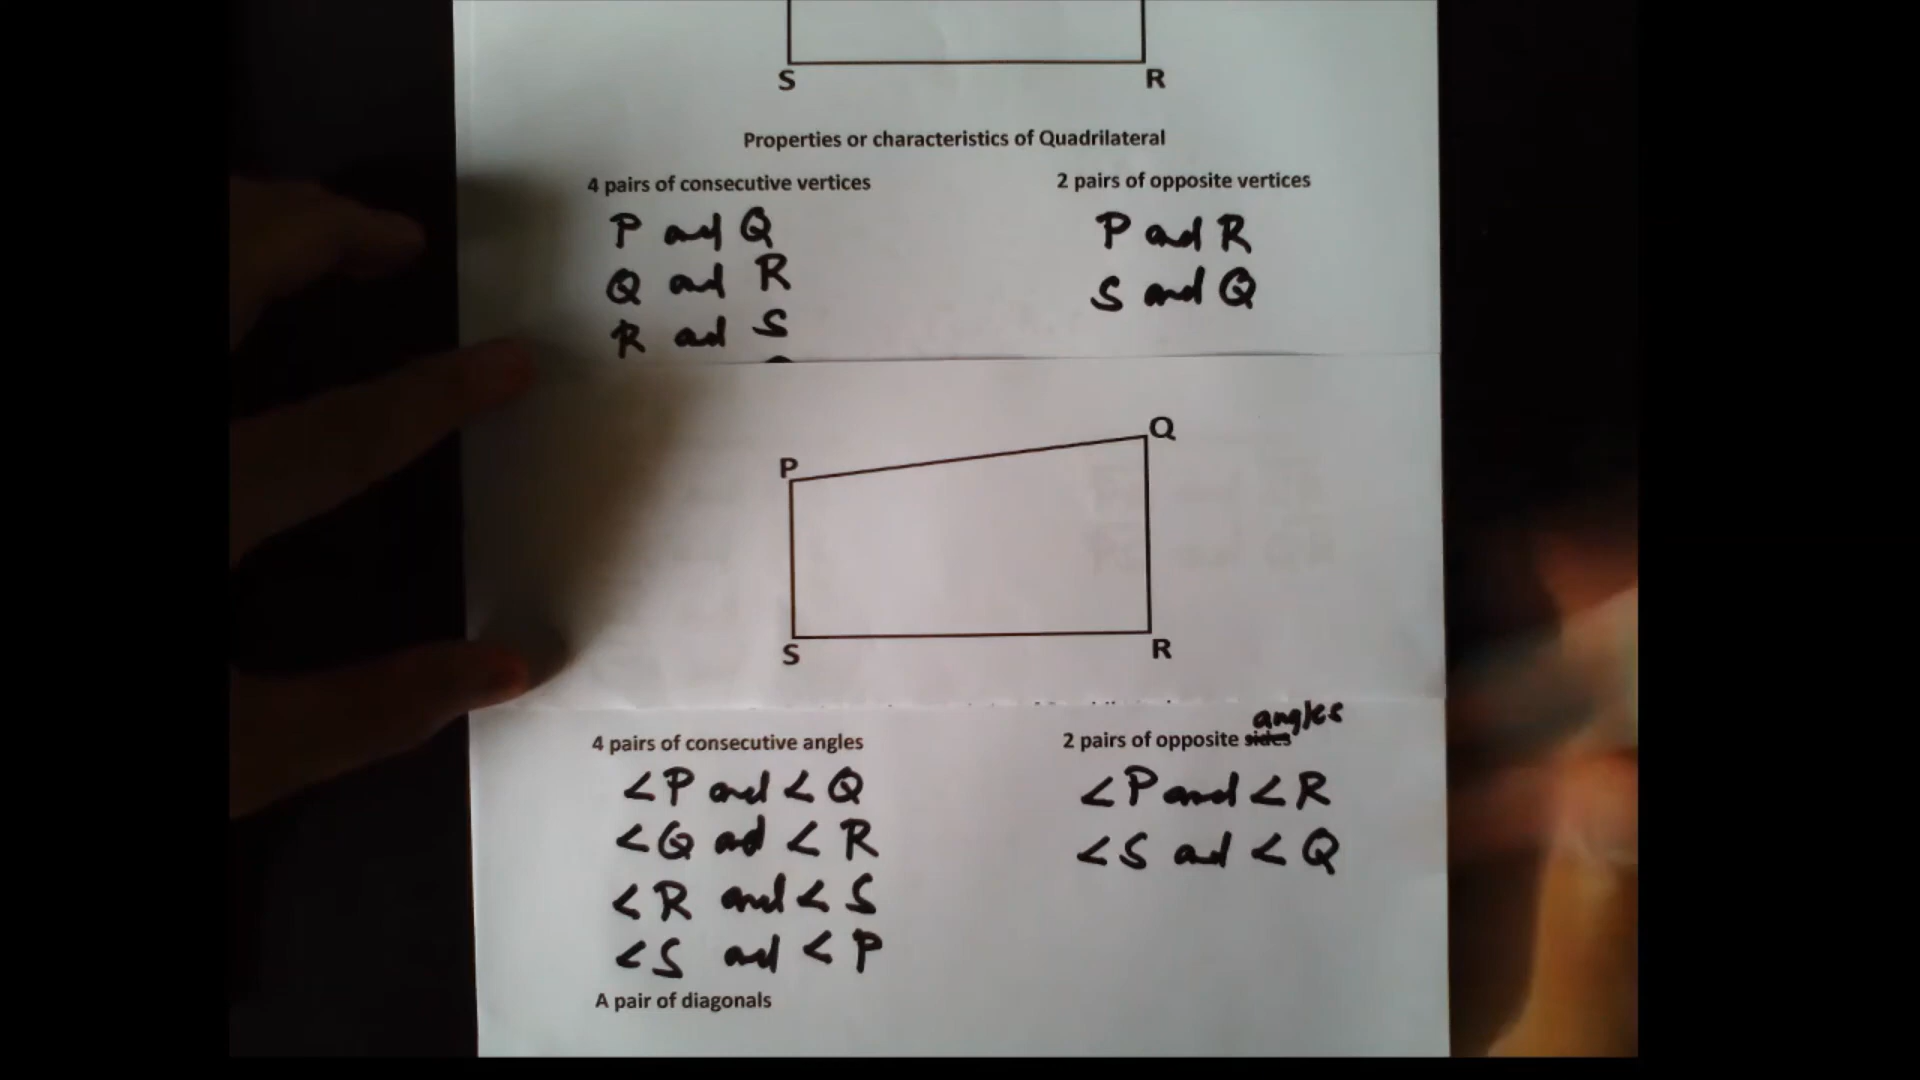 S R
Properties or characteristics of Quadrilateral
4 pairs of consecutive vertices
P and Q
Q and R
R and S
2 pairs of opposite vertices
P and R
S and Q
P Q
S R
4 pairs of consecutive angles
<P and < Q
<Q and < R
<R and < S
<S and < P
angles
2 pairs of opposite sides
<P and < R
<S and < Q
A pair of diagonals